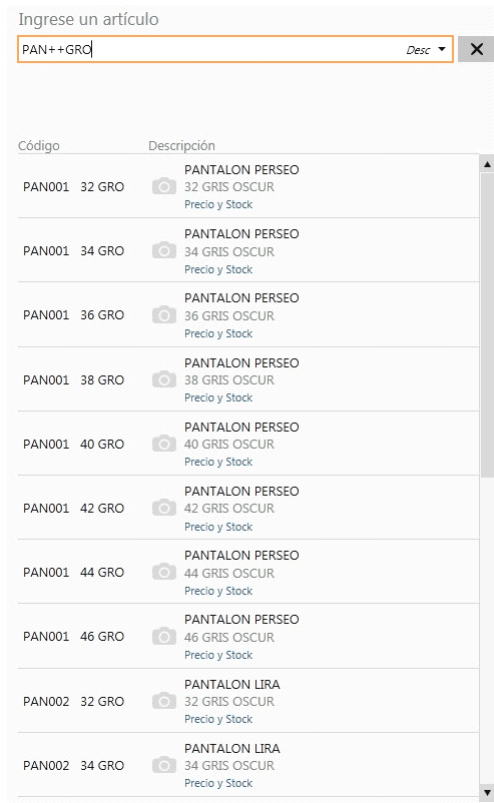 Ingrese un artículo
PAN++GRO Desc
Código Descripción
PANTALON PERSEO
PAN001 32 GRO 32 GRIS OSCUR
Precio y Stock
PANTALON PERSEO
PAN001 34 GRO 34 GRIS OSCUR
Precio y Stock
PANTALON PERSEO
PAN001 36 GRO 36 GRIS OSCUR
Precio y Stock
PANTALON PERSEO
PAN001 38 GRO 38 GRIS OSCUR
Precio y Stock
PANTALON PERSEO
PAN001 40 GRO 40 GRIS OSCUR
Precio y Stock
PANTALON PERSEO
PAN001 42 GRO 42 GRIS OSCUR
Precio y Stock
PANTALON PERSEO
PAN001 44 GRO 44 GRIS OSCUR
Precio y Stock
PANTALON PERSEO
PAN001 46 GRO 46 GRIS OSCUR
Precio y Stock
PANTALON LIRA
PAN002 32 GRO 32 GRIS OSCUR
Precio y Stock
PANTALON LIRA
PAN002 34 GRO 34 GRIS OSCUR
Precio y Stock